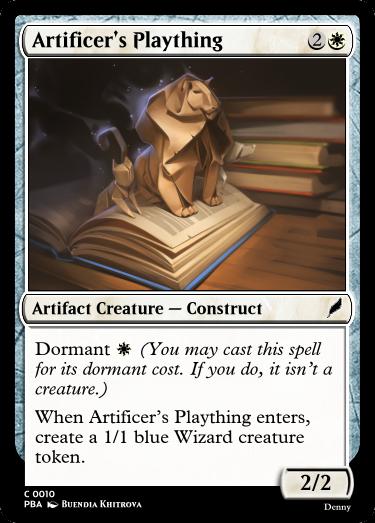 Artificer's Plaything 2
Artifact Creature — Construct
Dormant (You may cast this spell
for its dormant cost. If you do, it isn't a
creature.)
When Artificer's Plaything enters,
create a 1/1 blue Wizard creature
token.
2/2
C 0010
PBA Buendia Khitrova
Denny